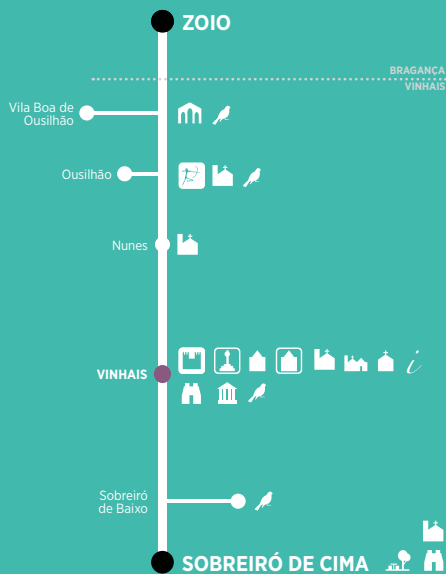 ZOIO
BRAGANÇA
VINHAIS
Vila Boa de
Ousilhão
Ousilhão
Nunes
VINHAIS
i
Sobreiró
de Baixo
SOBREIRÓ DE CIMA